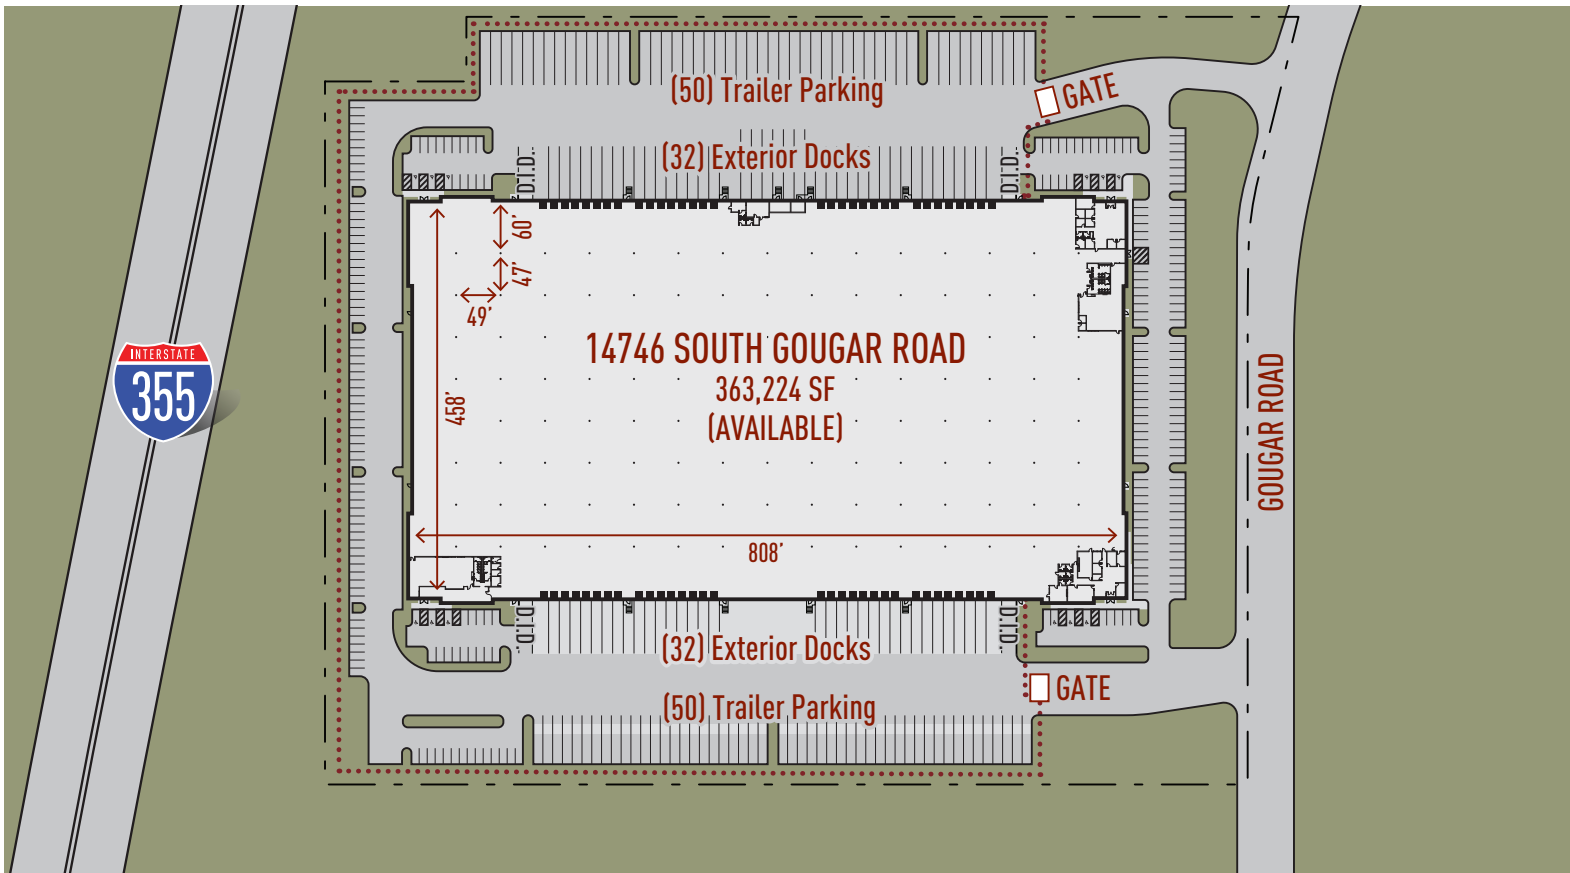 (50) Trailer Parking
GATE
(32) Exterior Docks
D.I.D.
D.I.D.
60'
47'
49'
14746 SOUTH GOUGAR ROAD
363,224 SF
(AVAILABLE)
INTERSTATE
355
458'
GOUGAR ROAD
808'
D.I.D.
D.I.D.
(32) Exterior Docks
GATE
(50) Trailer Parking